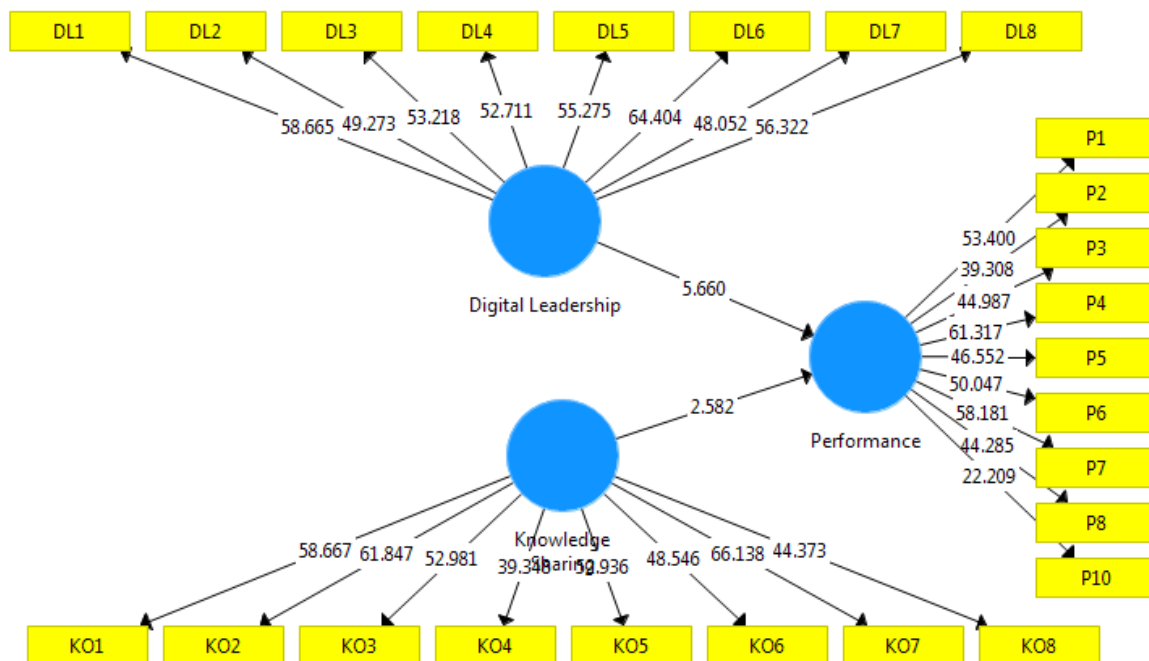 DL1 DL2 DL3 DL4 DL5 DL6 DL7 DL8
58.665 49.273 53.218 52.711 55.275 64.404 48.052 56.322
P1
P2
P3
P4
P5
P6
P7
P8
P10
53.400
39.308
44.987
61.317
46.552
50.047
58.181
44.285
22.209
Digital Leadership
5.660
2.582
Performance
Knowledge
Sharing
58.667 61.847 52.981 48.546 66.138 44.373
KO1 KO2 KO3 KO4 KO5 KO6 KO7 KO8